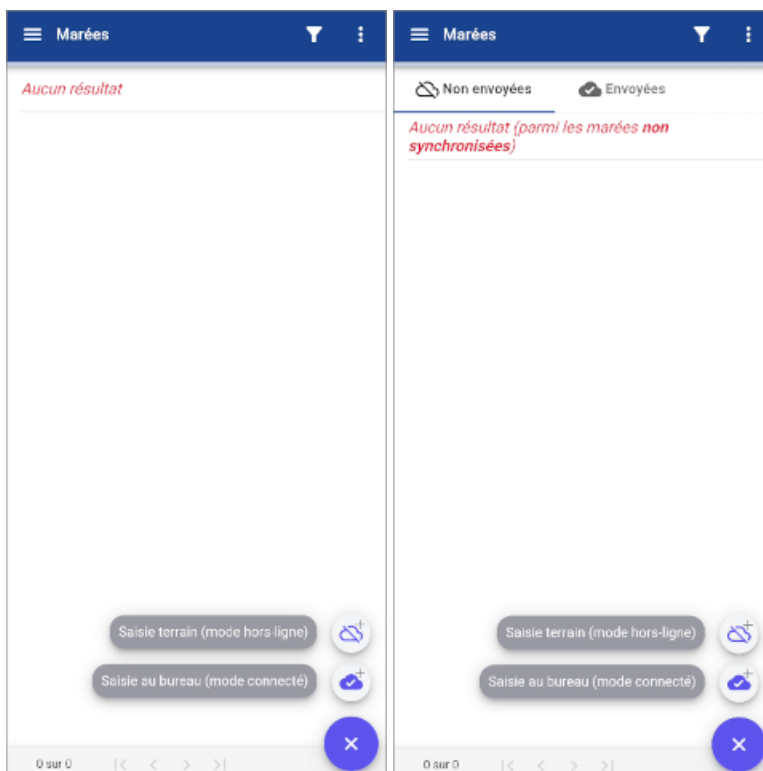 Marées
Aucun résultat
Saisie terrain (mode hors-ligne)
Saisie au bureau (mode connecté)
0 sur 0
Marées
Non envoyées
Envoyées
Aucun résultat (parmi les marées non
synchronisées)
Saisie terrain (mode hors-ligne)
Saisie au bureau (mode connecté)
0 sur 0